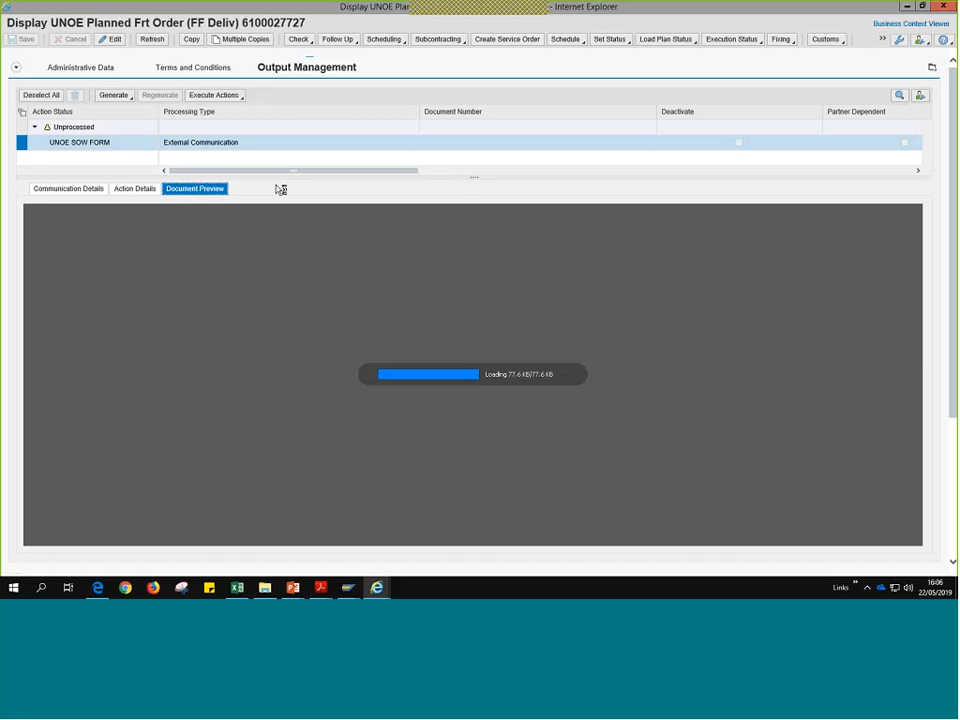 Display UNOE Plar - Internet Explorer
Display UNOE Planned Frt Order (FF Deliv) 6100027727
Business Context Viewer
Save Cancel Edit Refresh Copy Multiple Copies Check Follow Up Scheduling Subcontracting Create Service Order Schedule Set Status Load Plan Status Execution Status Fixing Customs
Administrative Data Terms and Conditions Output Management
Deselect All Generate Regenerate Execute Actions
Action Status Processing Type Document Number Deactivate Partner Dependent
Unprocessed
UNOE SOW FORM External Communication
Communication Details Action Details Document Preview
Loading 77.6 KB/77.6 KB
Links 16:06
22/05/2019